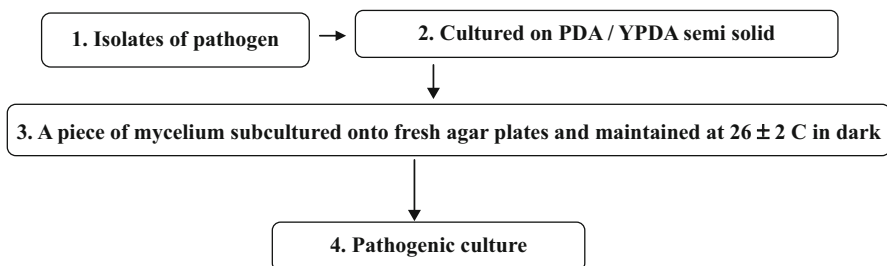 1. Isolates of pathogen
2. Cultured on PDA / YPDA semi solid
3. A piece of mycelium subcultured onto fresh agar plates and maintained at 26 ± 2 C in dark
4. Pathogenic culture